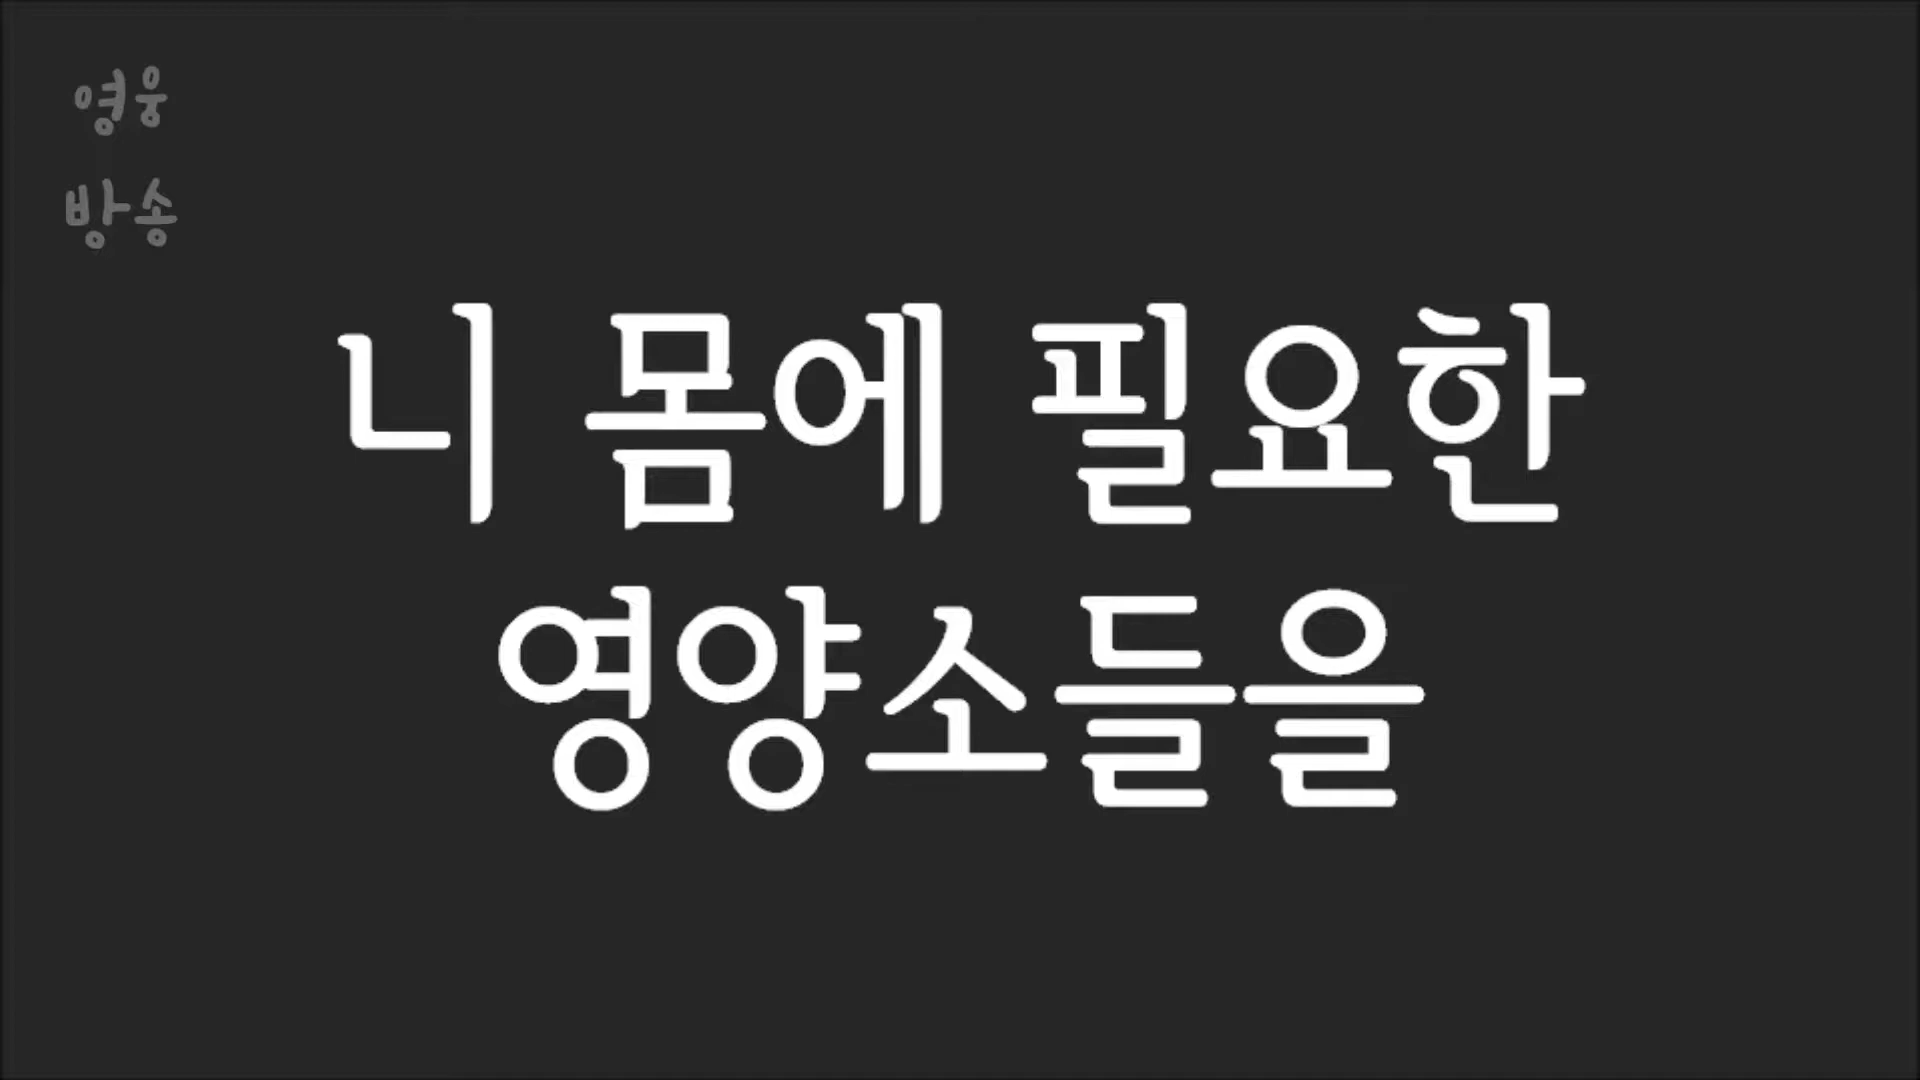 영웅
방송
니 몸에 필요한
영양소들을